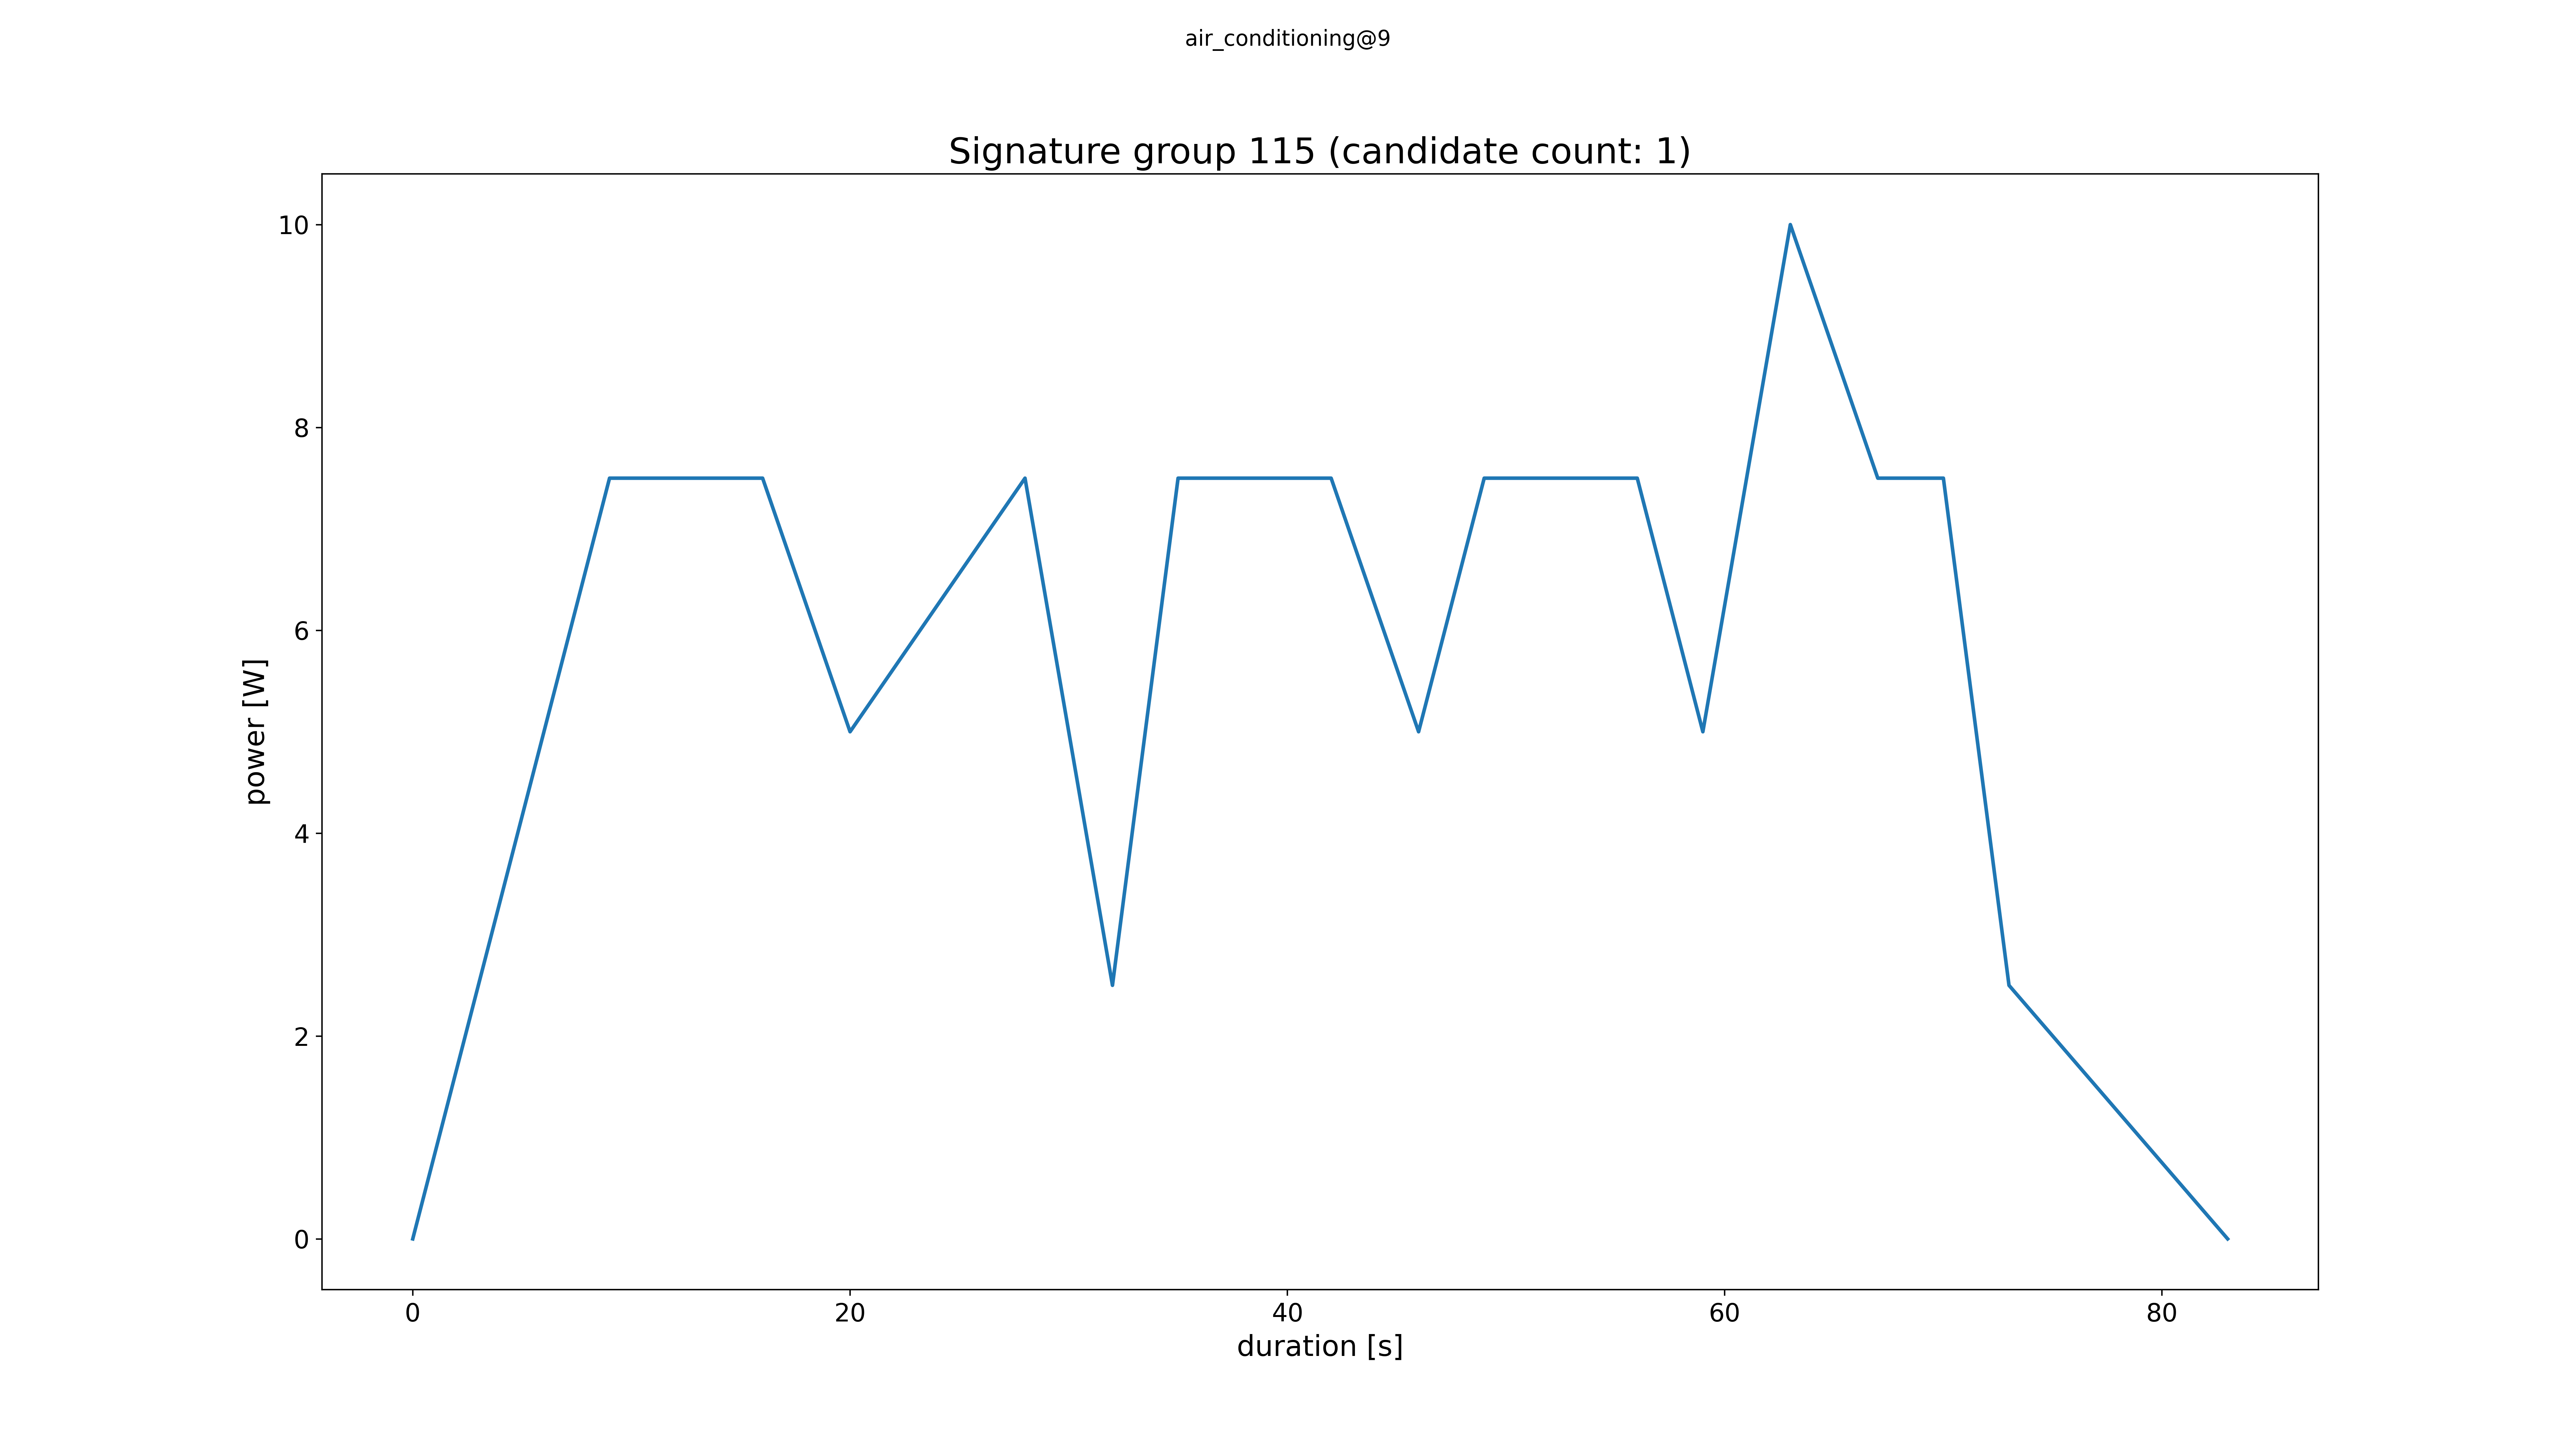 air_conditioning@9
Signature group 115 (candidate count: 1)
10
8
6
4
2
0
power [W]
0 20 40 60 80
duration [s]